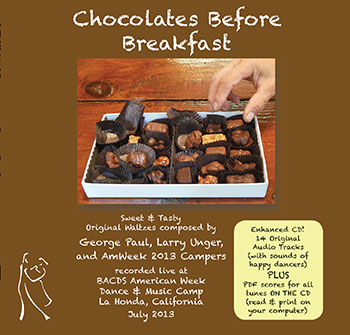 Chocolates Before
Breakfast
Sweet & Tasty
Original Waltzes composed by
George Paul, Larry Unger,
and AmWeek 2013 Campers
recorded live at
BACDS American Week
Dance & Music Camp
La Honda, California
July 2013
Enhanced CD!
14 Original
Audio Tracks
(with sounds of
happy dancers)
PLUS
PDF scores for all
tunes ON THE CD
(read & print on
your computer)